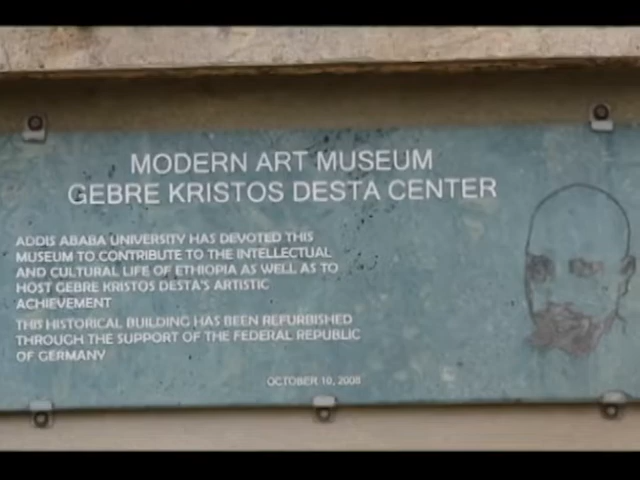 MODERN ART MUSEUM
GEBRE KRISTOS DESTA CENTER
ADDIS ABABA UNIVERSITY HAS DEVOTED THIS
MUSEUM TO CONTRIBUTE TO THE INTELLECTUAL
AND CULTURAL LIFE OF ETHIOPIA AS WELL AS TO
HOST GEBRE KRISTOS DESTA'S ARTISTIC
ACHIEVEMENT
THIS HISTORICAL BUILDING HAS BEEN REFURBISHED
THROUGH THE SUPPORT OF THE FEDERAL REPUBLIC
OF GERMANY
OCTOBER 10, 2008